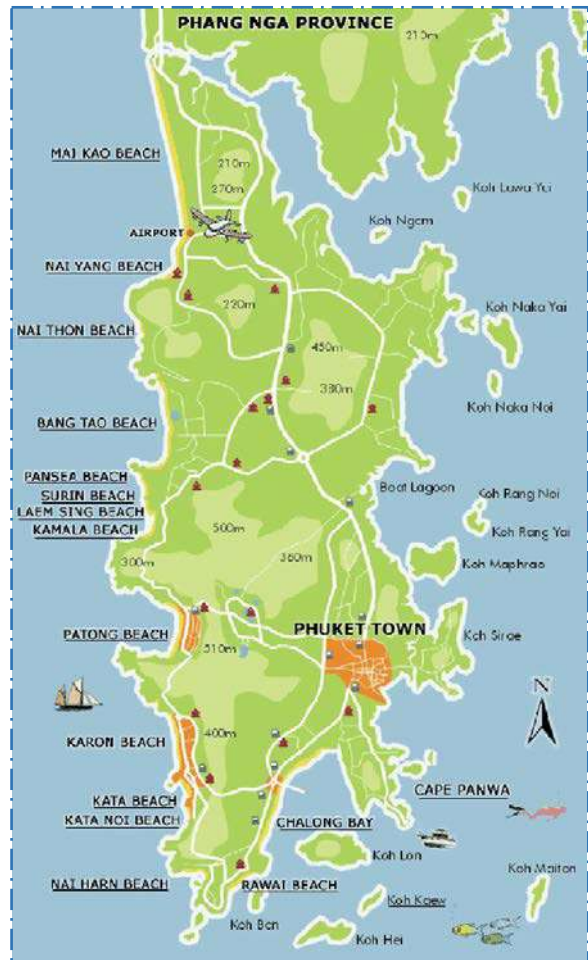 PHANG NGA PROVINCE
210m
MAI KAO BEACH
210m
270m
Koh Luwa Yui
Koh Ngam
AIRPORT
NAI YANG BEACH
220m
Koh Naka Yai
NAI THON BEACH
450m
380m
Koh Naka Noi
BANG TAO BEACH
PANSEA BEACH
SURIN BEACH
LAEM SING BEACH
KAMALA BEACH
Boat Lagoon
Koh Rang Noi
500m
Koh Rang Yai
300m
360m
Koh Maphrao
PATONG BEACH
PHUKET TOWN
Koh Sirae
510m
N
KARON BEACH
400m
CAPE PANWA
KATA BEACH
KATA NOI BEACH
CHALONG BAY
Koh Lon
Koh Maiton
NAI HARN BEACH
RAWAI BEACH
Koh Kaew
Koh Bon
Koh Hei